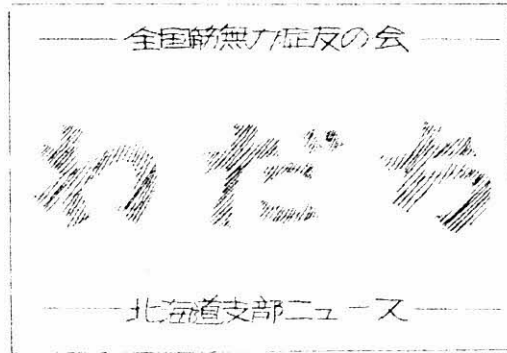 全国筋無力症友の会
わだち
北海道支部ニュース